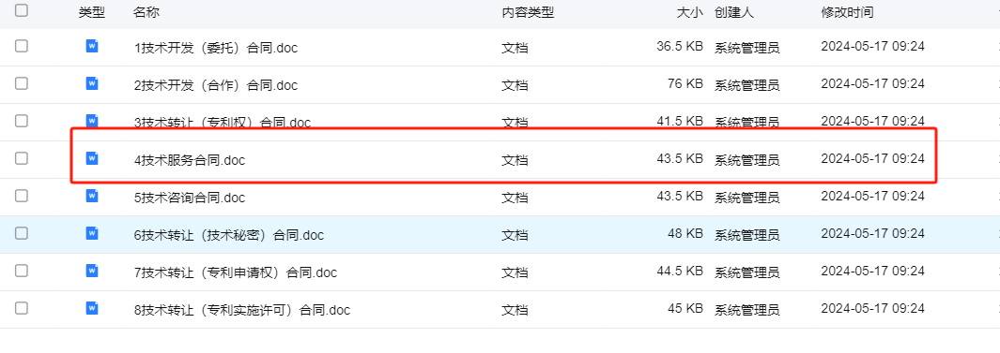 类型 名称 内容类型 大小 创建人 修改时间
1技术开发（委托）合同.doc 文档 36.5 KB 系统管理员 2024-05-17 09:24
2技术开发（合作）合同.doc 文档 76 KB 系统管理员 2024-05-17 09:24
3技术转让（专利权）合同.doc 文档 41.5 KB 系统管理员 2024-05-17 09:24
4技术服务合同.doc 文档 43.5 KB 系统管理员 2024-05-17 09:24
5技术咨询合同.doc 文档 43.5 KB 系统管理员 2024-05-17 09:24
6技术转让（技术秘密）合同.doc 文档 48 KB 系统管理员 2024-05-17 09:24
7技术转让（专利申请权）合同.doc 文档 44.5 KB 系统管理员 2024-05-17 09:24
8技术转让（专利实施许可）合同.doc 文档 45 KB 系统管理员 2024-05-17 09:24